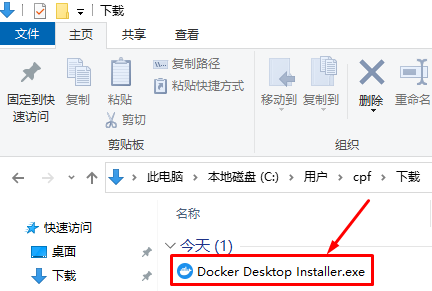 下载
文件 主页 共享 查看
固定到快速访问
复制
粘贴
复制路径
粘贴快捷方式
剪切
移动到 复制到 删除 重命名
剪贴板 组织
此电脑 › 本地磁盘 (C:) › 用户 › cpf › 下载
快速访问
桌面
下载
名称
今天 (1)
Docker Desktop Installer.exe